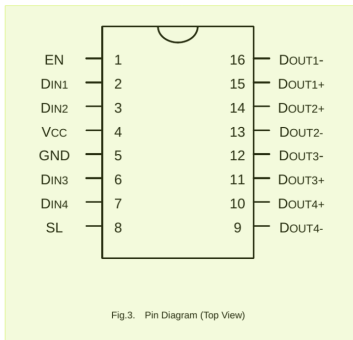 EN 1 16 DOUT1-
DIN1 2 15 DOUT1+
DIN2 3 14 DOUT2+
VCC 4 13 DOUT2-
GND 5 12 DOUT3-
DIN3 6 11 DOUT3+
DIN4 7 10 DOUT4+
SL 8 9 DOUT4-
Fig.3. Pin Diagram (Top View)